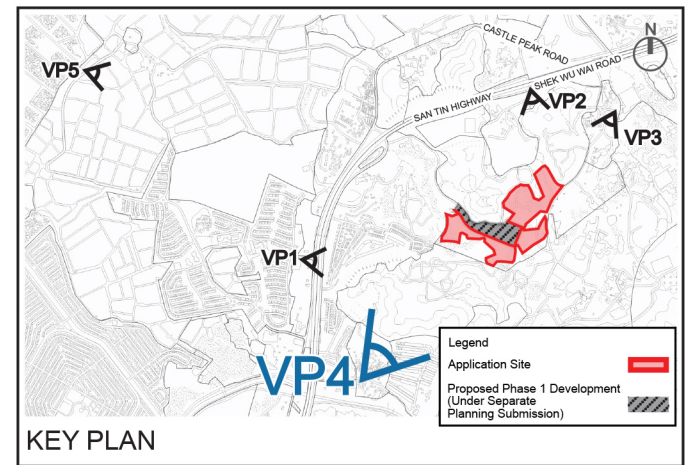 N
CASTLE PEAK ROAD
SHEK WU WAI ROAD
SAN TIN HIGHWAY
VP5
VP2
VP3
VP1
VP4
Legend
Application Site
Proposed Phase 1 Development
(Under Separate
Planning Submission)
KEY PLAN